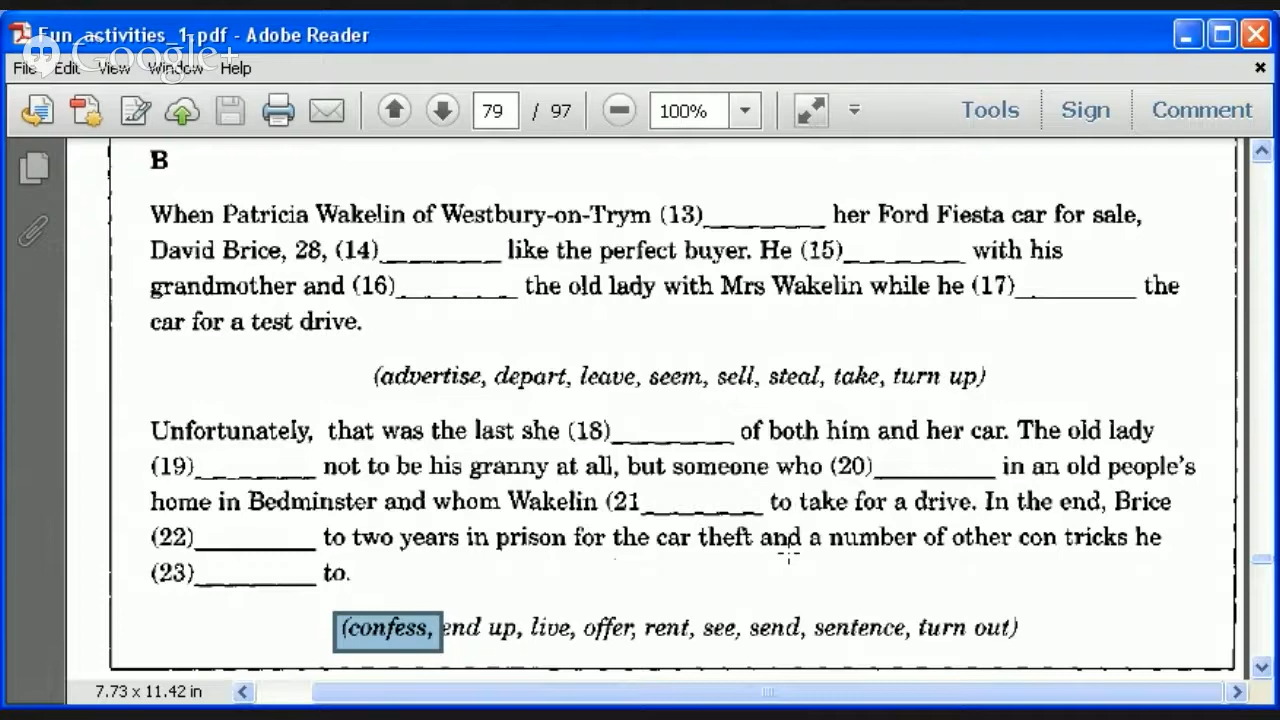 Fun_activities_1.pdf - Adobe Reader
Google+
File Edit View Window Help
79 / 97 100% Tools Sign Comment
B
When Patricia Wakelin of Westbury-on-Trym (13)________ her Ford Fiesta car for sale,
David Brice, 28, (14)________ like the perfect buyer. He (15)________ with his
grandmother and (16)________ the old lady with Mrs Wakelin while he (17)________ the
car for a test drive.
(advertise, depart, leave, seem, sell, steal, take, turn up)
Unfortunately, that was the last she (18)________ of both him and her car. The old lady
(19)________ not to be his granny at all, but someone who (20)________ in an old people's
home in Bedminster and whom Wakelin (21________ to take for a drive. In the end, Brice
(22)________ to two years in prison for the car theft and a number of other con tricks he
(23)________ to.
(confess, end up, live, offer, rent, see, send, sentence, turn out)
7.73 x 11.42 in